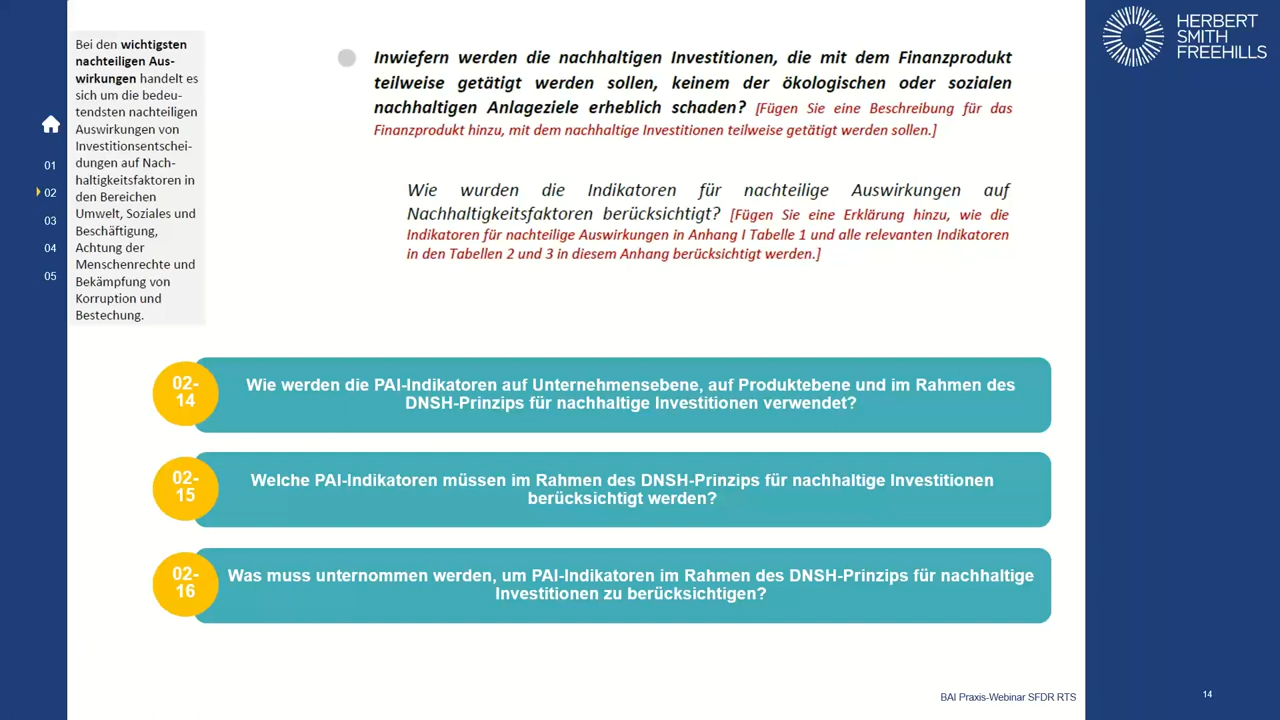 HERBERT
SMITH
FREEHILLS
01
02
03
04
05
Bei den wichtigsten
nachteiligen Aus-
wirkungen handelt es
sich um die bedeu-
tendsten nachteiligen
Auswirkungen von
Investitionsentschei-
dungen auf Nach-
haltigkeitsfaktoren in
den Bereichen
Umwelt, Soziales und
Beschäftigung,
Achtung der
Menschenrechte und
Bekämpfung von
Korruption und
Bestechung.
Inwiefern werden die nachhaltigen Investitionen, die mit dem Finanzprodukt
teilweise getätigt werden sollen, keinem der ökologischen oder sozialen
nachhaltigen Anlageziele erheblich schaden? [Fügen Sie eine Beschreibung für das
Finanzprodukt hinzu, mit dem nachhaltige Investitionen teilweise getätigt werden sollen.]
Wie wurden die Indikatoren für nachteilige Auswirkungen auf
Nachhaltigkeitsfaktoren berücksichtigt? [Fügen Sie eine Erklärung hinzu, wie die
Indikatoren für nachteilige Auswirkungen in Anhang I Tabelle 1 und alle relevanten Indikatoren
in den Tabellen 2 und 3 in diesem Anhang berücksichtigt werden.]
02-
14
Wie werden die PAI-Indikatoren auf Unternehmensebene, auf Produktebene und im Rahmen des
DNSH-Prinzips für nachhaltige Investitionen verwendet?
02-
15
Welche PAI-Indikatoren müssen im Rahmen des DNSH-Prinzips für nachhaltige Investitionen
berücksichtigt werden?
02-
16
Was muss unternommen werden, um PAI-Indikatoren im Rahmen des DNSH-Prinzips für nachhaltige
Investitionen zu berücksichtigen?
BAI Praxis-Webinar SFDR RTS
14